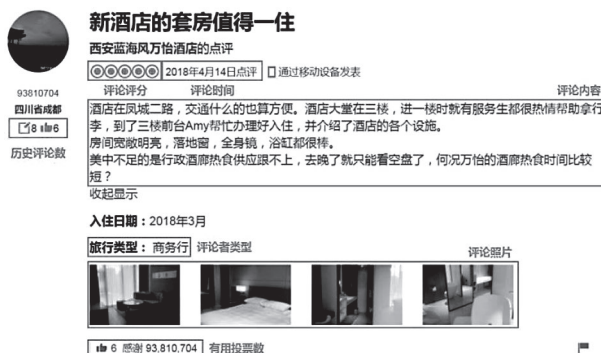 新酒店的套房值得一住
西安蓝海风万怡酒店的点评
2018年4月14日点评 通过移动设备发表
评论评分 评论时间 评论内容
93810704
四川省成都
8 6
历史评论数
酒店在凤城二路，交通什么的也算方便。酒店大堂在三楼，进一楼时就有服务生都很热情帮助拿行
李，到了三楼前台Amy帮忙办理好入住，并介绍了酒店的各个设施。
房间宽敞明亮，落地窗，全身镜，浴缸都很棒。
美中不足的是行政酒廊热食供应跟不上，去晚了就只能看空盘了，何况万怡的酒廊热食时间比较
短？
收起显示
入住日期：2018年3月
旅行类型： 商务行 评论者类型
评论照片
6 感谢 93,810,704 有用投票数